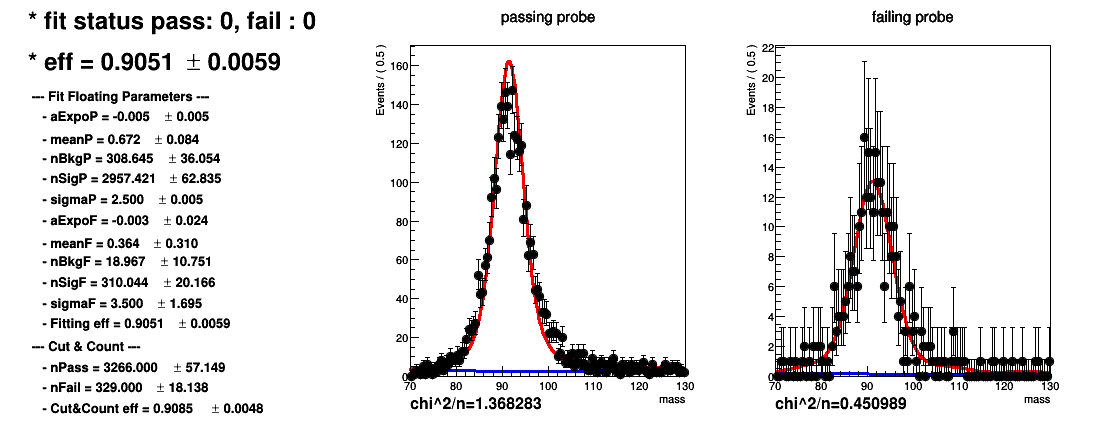 * fit status pass: 0, fail : 0
* eff = 0.9051 ± 0.0059
--- Fit Floating Parameters ---
- aExpoP = -0.005 ± 0.005
- meanP = 0.672 ± 0.084
- nBkgP = 308.645 ± 36.054
- nSigP = 2957.421 ± 62.835
- sigmaP = 2.500 ± 0.005
- aExpoF = -0.003 ± 0.024
- meanF = 0.364 ± 0.310
- nBkgF = 18.967 ± 10.751
- nSigF = 310.044 ± 20.166
- sigmaF = 3.500 ± 1.695
- Fitting eff = 0.9051 ± 0.0059
--- Cut & Count ---
- nPass = 3266.000 ± 57.149
- nFail = 329.000 ± 18.138
- Cut&Count eff = 0.9085 ± 0.0048
passing probe
Events / ( 0.5 )
160
140
120
100
80
60
40
20
0
70 80 90 100 110 120 130
mass
chi^2/n=1.368283
failing probe
Events / ( 0.5 )
22
20
18
16
14
12
10
8
6
4
2
0
70 80 90 100 110 120 130
mass
chi^2/n=0.450989